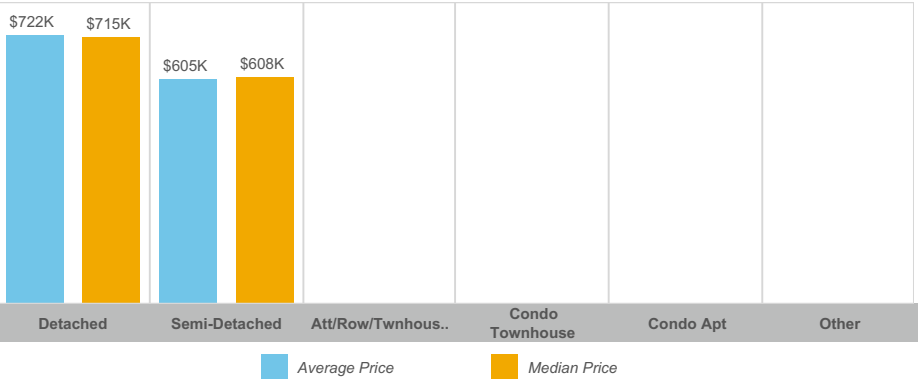 $722K
$715K
$605K
$608K
Detached
Semi-Detached
Att/Row/Twnhous..
Condo
Townhouse
Condo Apt
Other
Average Price
Median Price